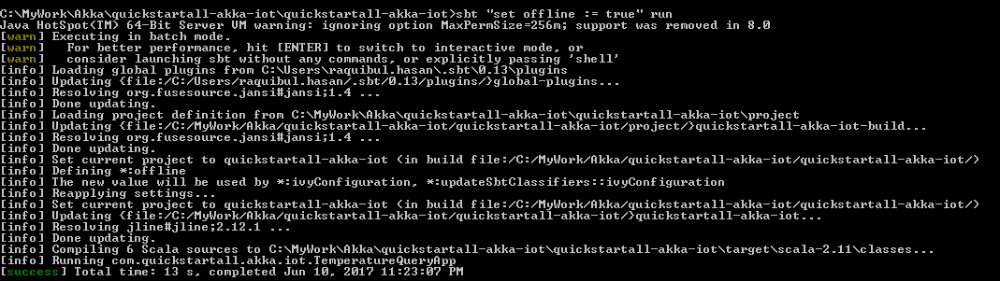 C:\MyWork\Akka\quickstartall-akka-iot\quickstartall-akka-iot>sbt "set offline := true" run
Java HotSpot(TM) 64-Bit Server VM warning: ignoring option MaxPermSize=256m; support was removed in 8.0
[warn] Executing in batch mode.
[warn]   For better performance, hit [ENTER] to switch to interactive mode, or
[warn]   consider launching sbt without any commands, or explicitly passing 'shell'
[info] Loading global plugins from C:\Users\raquibul.hasan\.sbt\0.13\plugins
[info] Updating {file:/C:/Users/raquibul.hasan/.sbt/0.13/plugins/}global-plugins...
[info] Resolving org.fusesource.jansi#jansi;1.4 ...
[info] Done updating.
[info] Loading project definition from C:\MyWork\Akka\quickstartall-akka-iot\quickstartall-akka-iot\project
[info] Updating {file:/C:/MyWork/Akka/quickstartall-akka-iot/quickstartall-akka-iot/project/}quickstartall-akka-iot-build...
[info] Resolving org.fusesource.jansi#jansi;1.4 ...
[info] Done updating.
[info] Set current project to quickstartall-akka-iot (in build file:/C:/MyWork/Akka/quickstartall-akka-iot/quickstartall-akka-iot/)
[info] Defining *:offline
[info] The new value will be used by *:ivyConfiguration, *:updateSbtClassifiers::ivyConfiguration
[info] Reapplying settings...
[info] Set current project to quickstartall-akka-iot (in build file:/C:/MyWork/Akka/quickstartall-akka-iot/quickstartall-akka-iot/)
[info] Updating {file:/C:/MyWork/Akka/quickstartall-akka-iot/quickstartall-akka-iot/}quickstartall-akka-iot...
[info] Resolving jline#jline;2.12.1 ...
[info] Done updating.
[info] Compiling 6 Scala sources to C:\MyWork\Akka\quickstartall-akka-iot\quickstartall-akka-iot\target\scala-2.11\classes...
[info] Running com.quickstartall.akka.iot.TemperatureQueryApp
[success] Total time: 13 s, completed Jun 10, 2017 11:23:07 PM